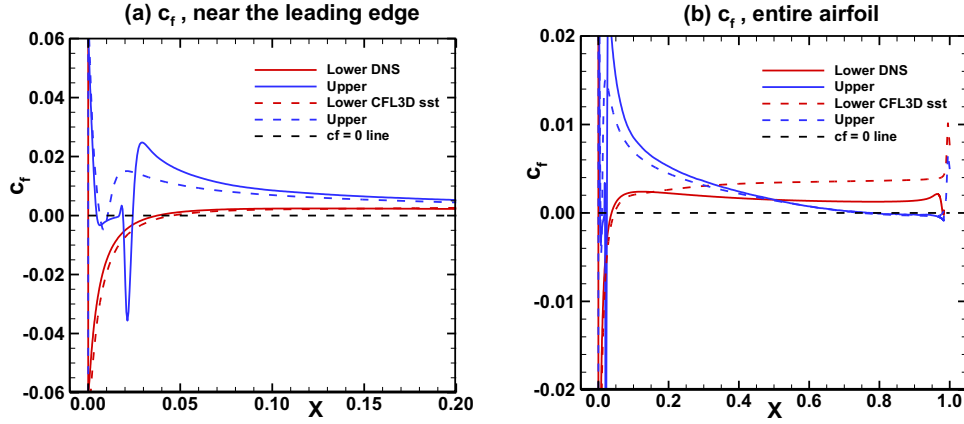 (a) c_f , near the leading edge
0.06
0.04
0.02
0.00
-0.02
-0.04
-0.06
c_f
Lower DNS
Upper
Lower CFL3D sst
Upper
cf = 0 line
0.00 0.05 0.10 0.15 0.20
X
(b) c_f , entire airfoil
0.02
0.01
0.00
-0.01
-0.02
c_f
Lower DNS
Upper
Lower CFL3D sst
Upper
cf = 0 line
0.0 0.2 0.4 0.6 0.8 1.0
X